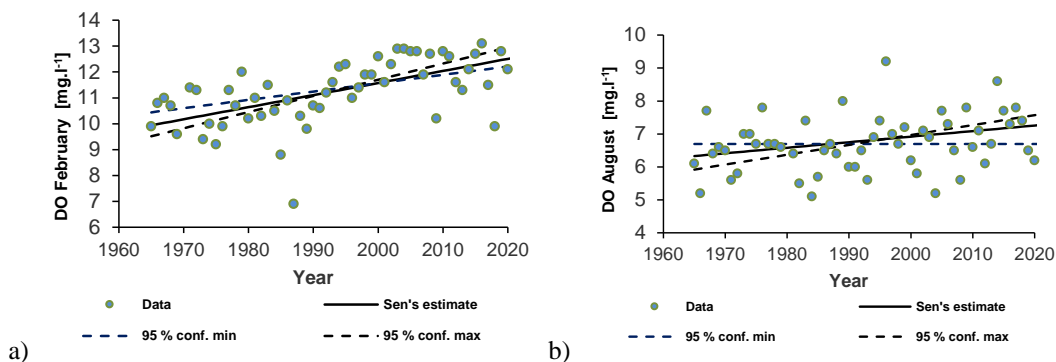 DO February [mg.l⁻¹]
14
13
12
11
10
9
8
7
6
1960 1970 1980 1990 2000 2010 2020
Year
Data Sen's estimate
95 % conf. min 95 % conf. max
a)
DO August [mg.l⁻¹]
10
9
8
7
6
5
4
1960 1970 1980 1990 2000 2010 2020
Year
Data Sen's estimate
95 % conf. min 95 % conf. max
b)